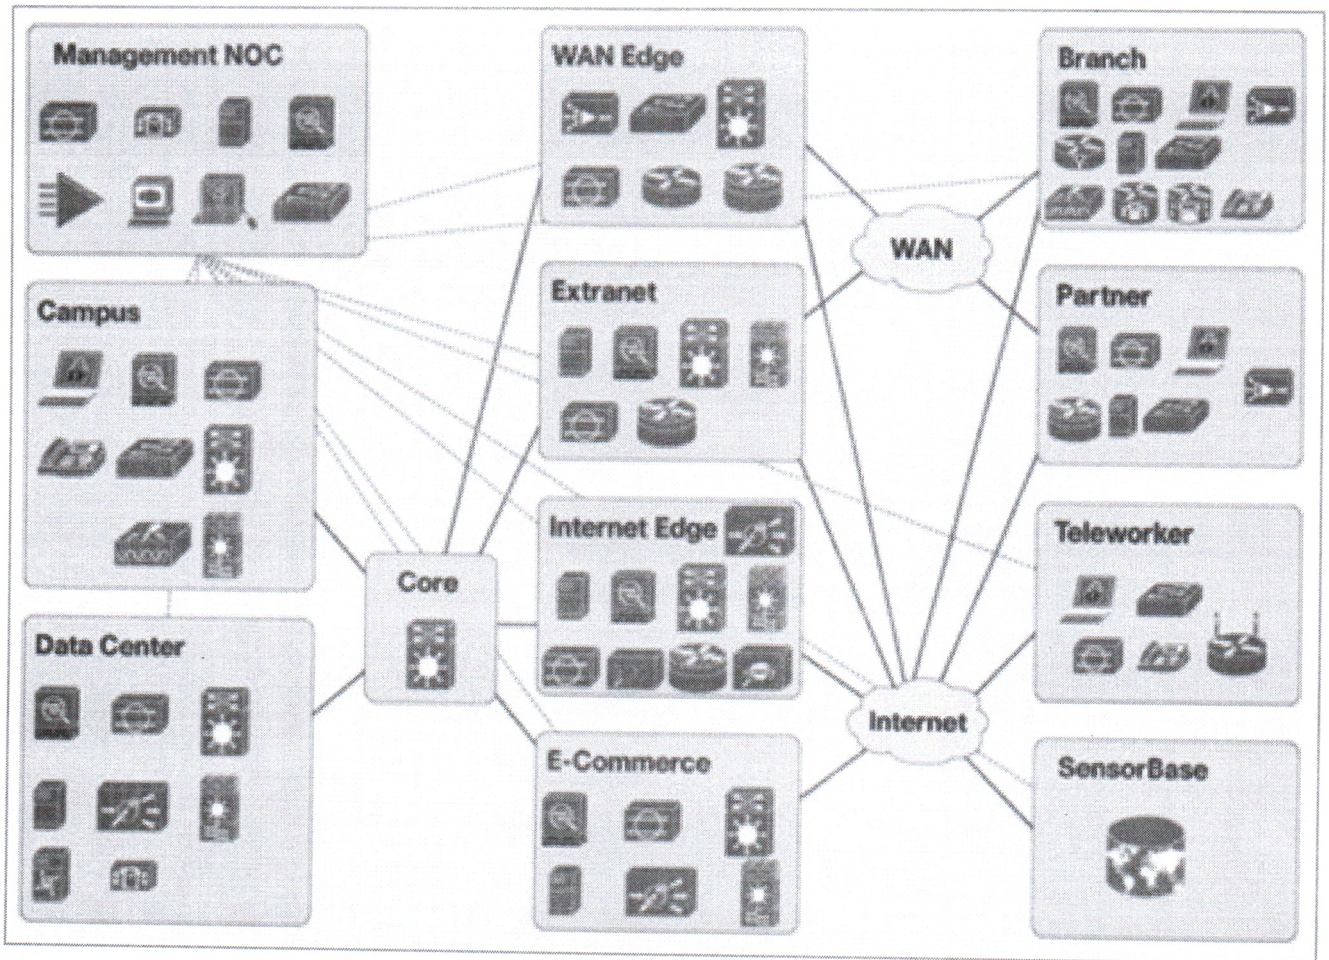 Management NOC
WAN Edge
Branch
WAN
Campus
Extranet
Partner
Core
Internet Edge
Teleworker
Data Center
Internet
E-Commerce
SensorBase